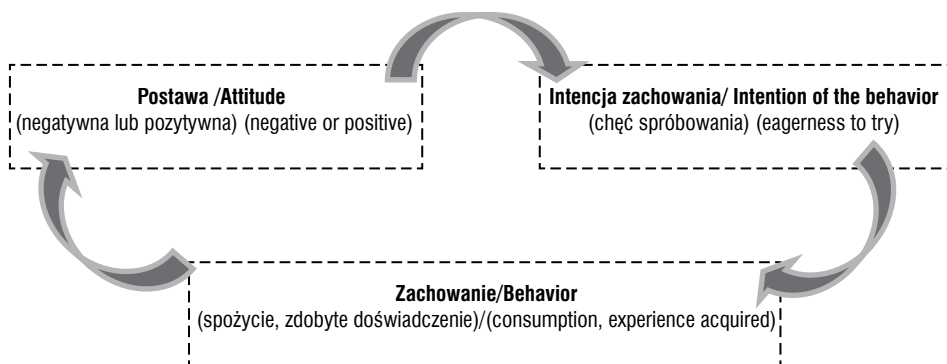 Postawa /Attitude
(negatywna lub pozytywna) (negative or positive)
Intencja zachowania/ Intention of the behavior
(chęć spróbowania) (eagerness to try)
Zachowanie/Behavior
(spożycie, zdobyte doświadczenie)/(consumption, experience acquired)